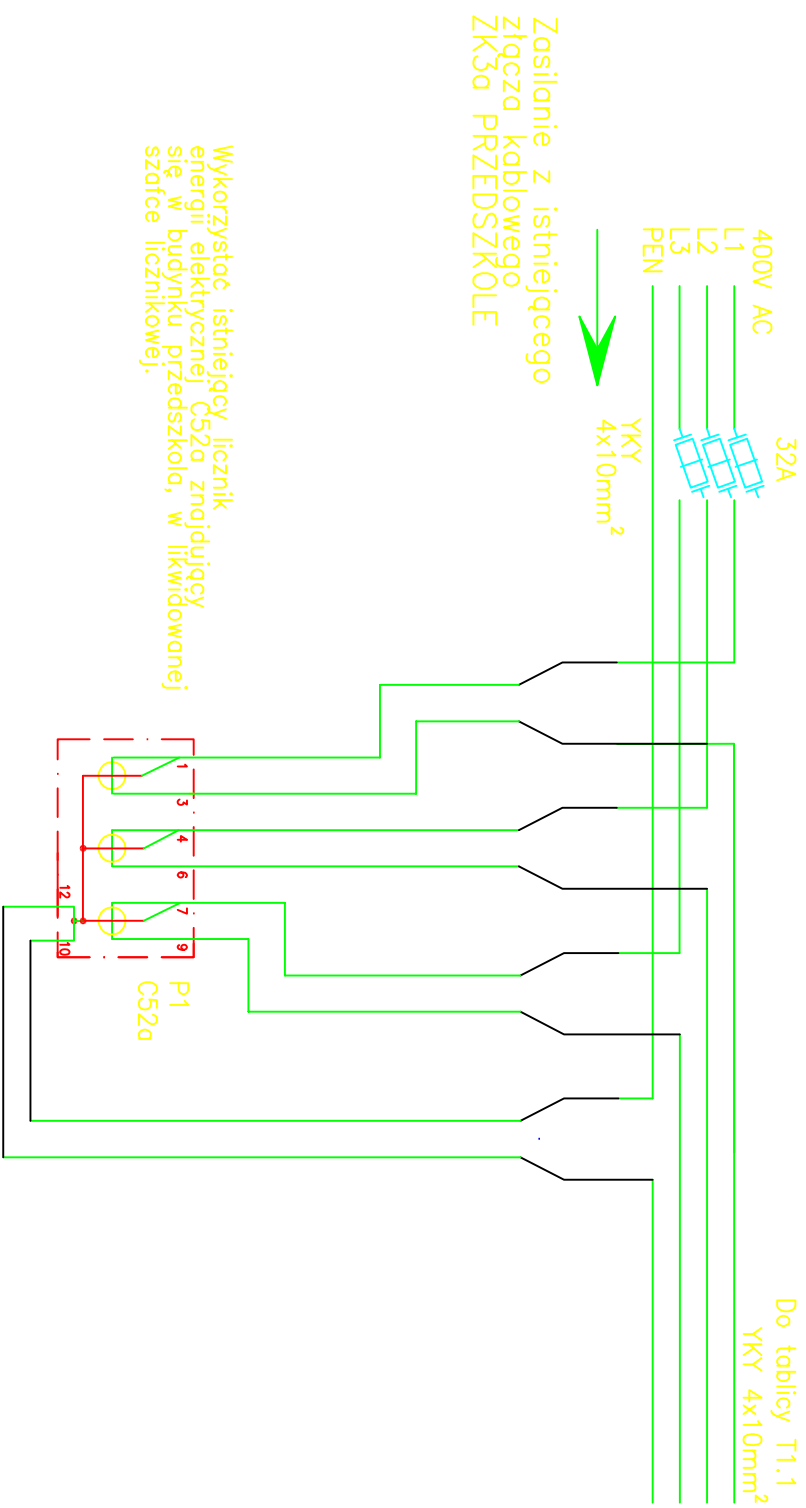 400V AC
L1
L2
L3
PEN
32A
YKY
4x10mm²
Zasilanie z istniejącego
złącza kablowego
ZK3a PRZEDSZKOLE
Wykorzystać istniejący licznik
energii elektrycznej C52a znajdujący
się w budynku przedszkola, w likwidowanej
szafce licznikowej.
1
3
4
6
7
9
12
10
P1
C52a
Do tablicy T1.1
YKY 4x10mm²